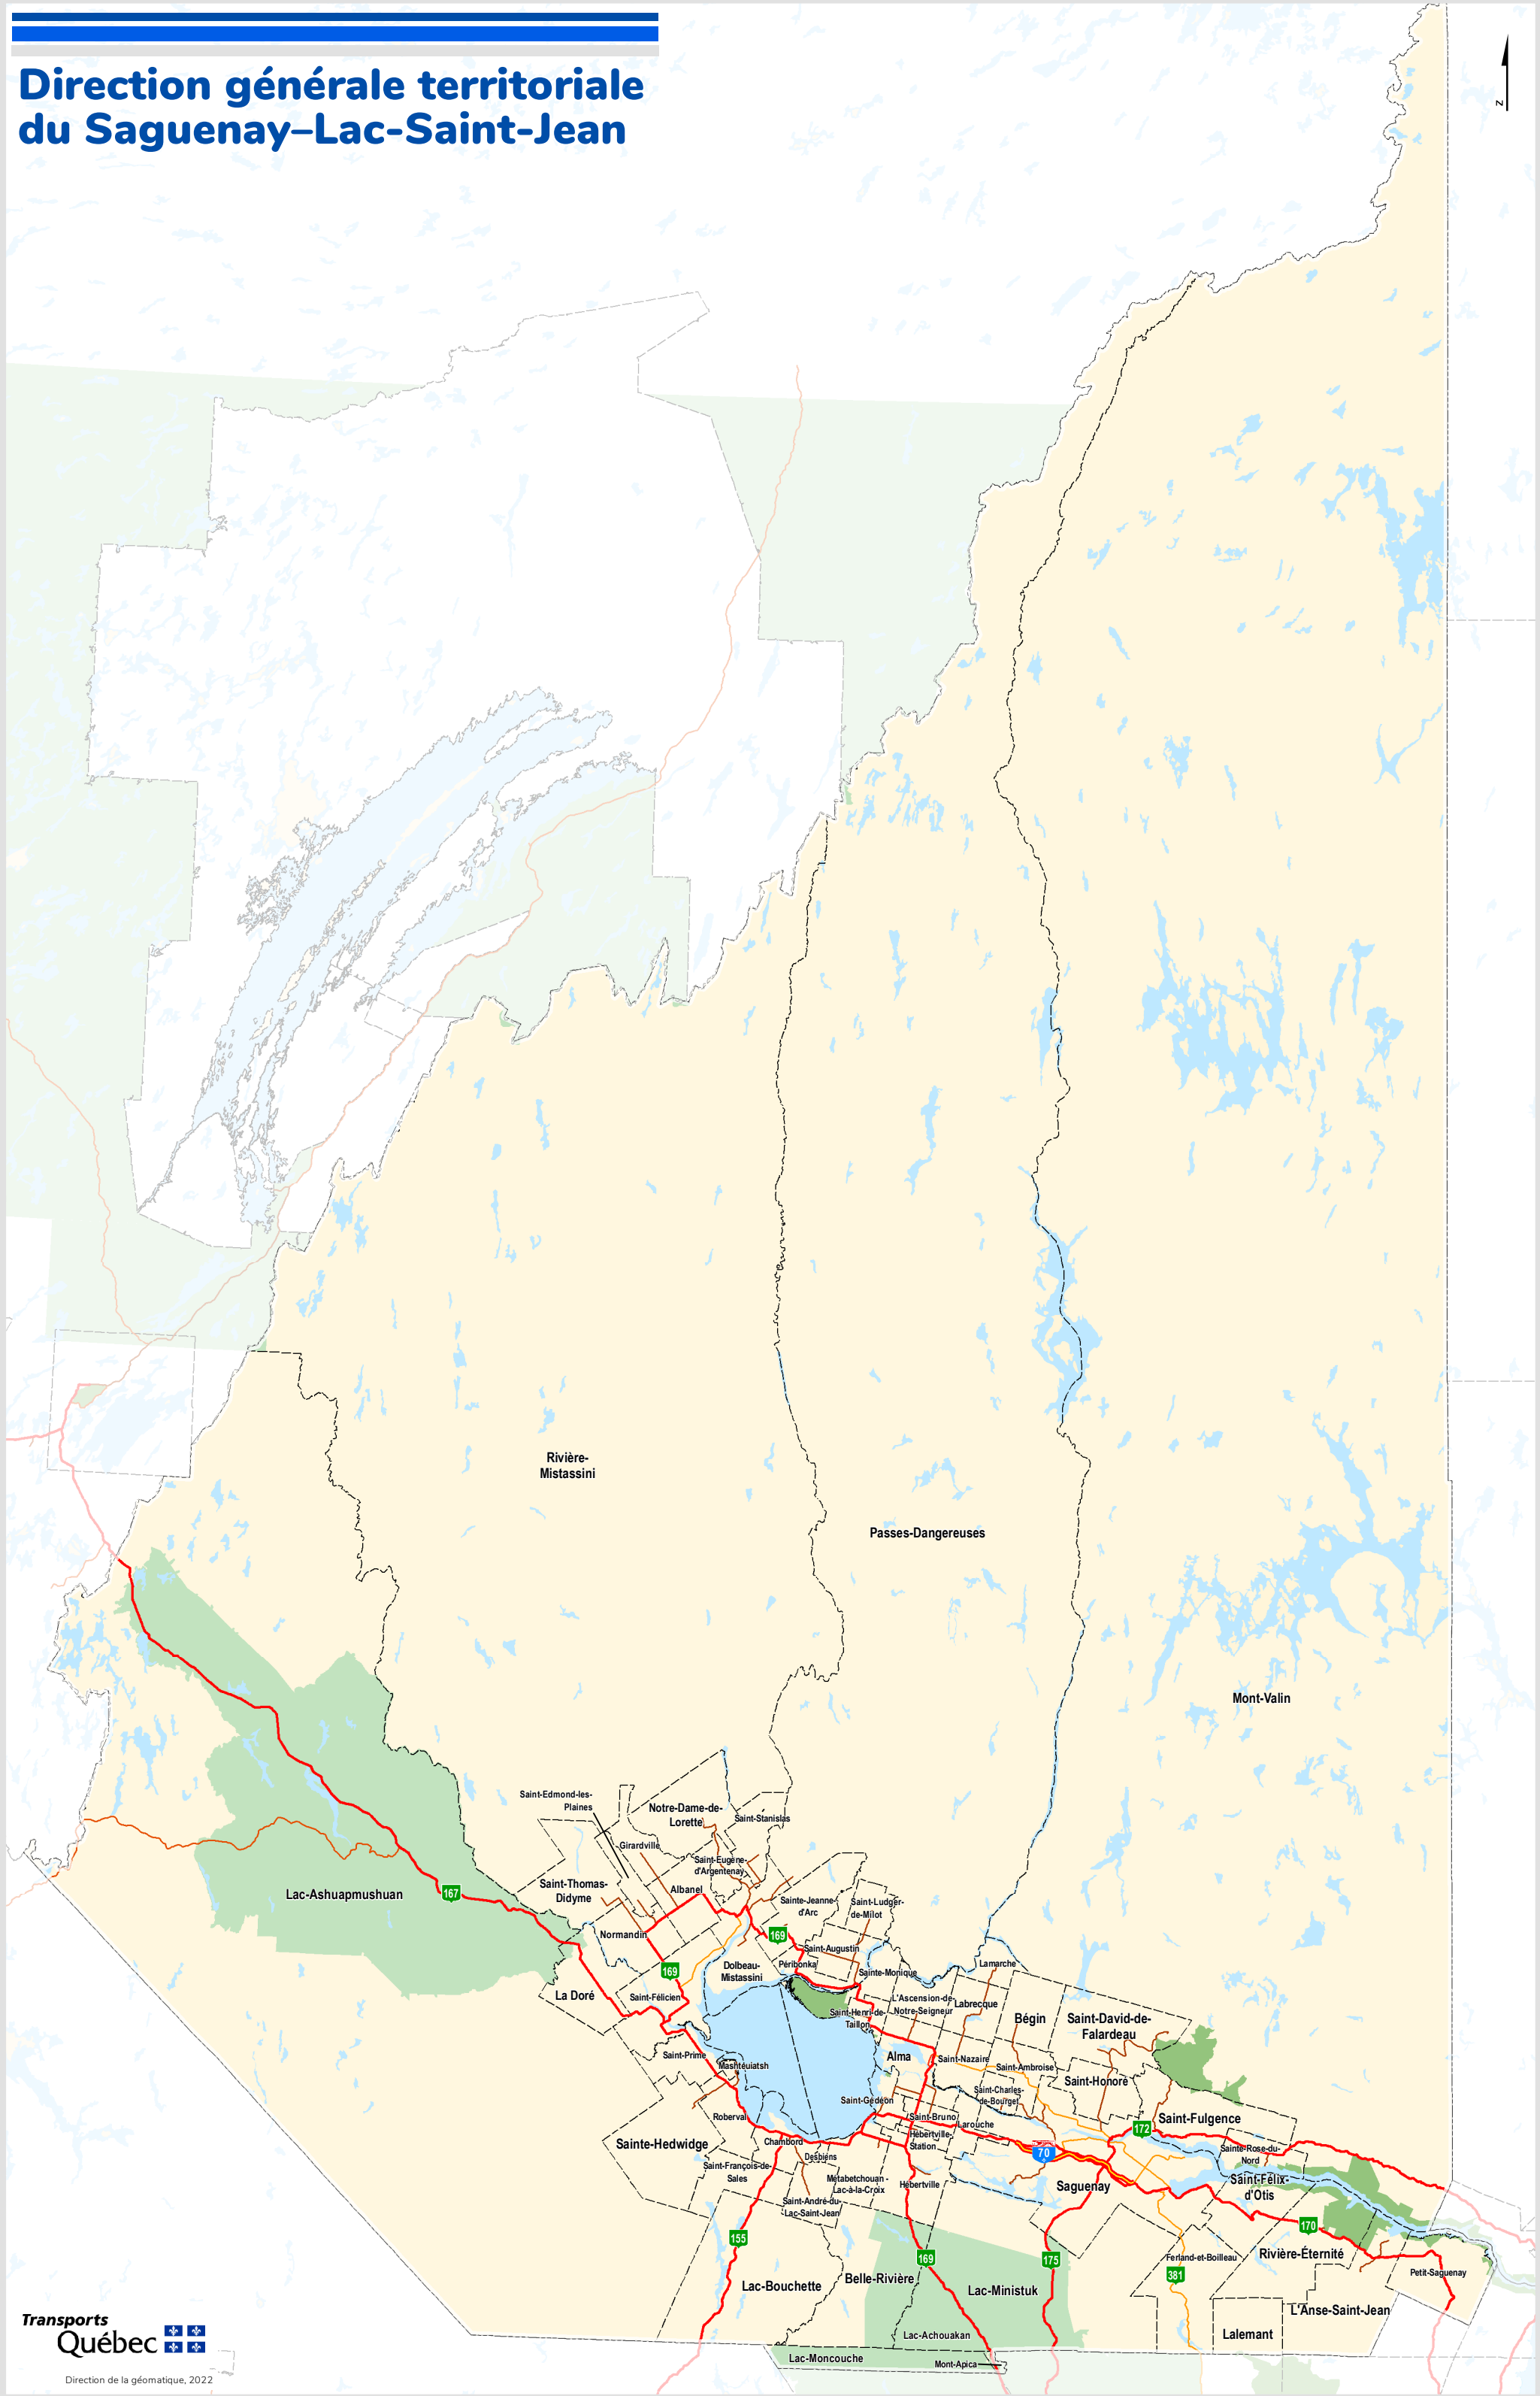 Direction générale territoriale
du Saguenay–Lac-Saint-Jean
N
Rivière-
Mistassini
Passes-Dangereuses
Mont-Valin
Saint-Edmond-les-
Plaines
Notre-Dame-de-
Lorette
Saint-Stanislas
Girardville
Saint-Eugène-
d'Argentenay
Saint-Thomas-
Didyme
Albanel
Lac-Ashuapmushuan
167
Sainte-Jeanne-
d'Arc
Saint-Ludger-
de-Milot
Normandin
169
Saint-Augustin
Péribonka
Sainte-Monique
Lamarche
169
Dolbeau-
Mistassini
La Doré
Saint-Félicien
L'Ascension-de-
Notre-Seigneur
Labrecque
Saint-Henri-de-
Taillon
Bégin
Saint-David-de-
Falardeau
Saint-Prime
Mashteuiatsh
Alma
Saint-Nazaire
Saint-Ambroise
Saint-Honoré
Saint-Charles-
de-Bourget
Saint-Gédéon
Roberval
Saint-Bruno
Larouche
172
Saint-Fulgence
Sainte-Hedwidge
Chambord
Hébertville-
Station
70
Sainte-Rose-du-
Nord
Desbiens
Saint-François-de-
Sales
Métabetchouan -
Lac-à-la-Croix
Hébertville
Saguenay
Saint-Félix-
d'Otis
Saint-André-du-
Lac-Saint-Jean
155
170
169
175
Ferland-et-Boilleau
Rivière-Éternité
381
Petit-Saguenay
Lac-Bouchette
Belle-Rivière
Lac-Ministuk
L'Anse-Saint-Jean
Lalemant
Lac-Achouakan
Lac-Moncouche
Mont-Apica
Transports
Québec
Direction de la géomatique, 2022